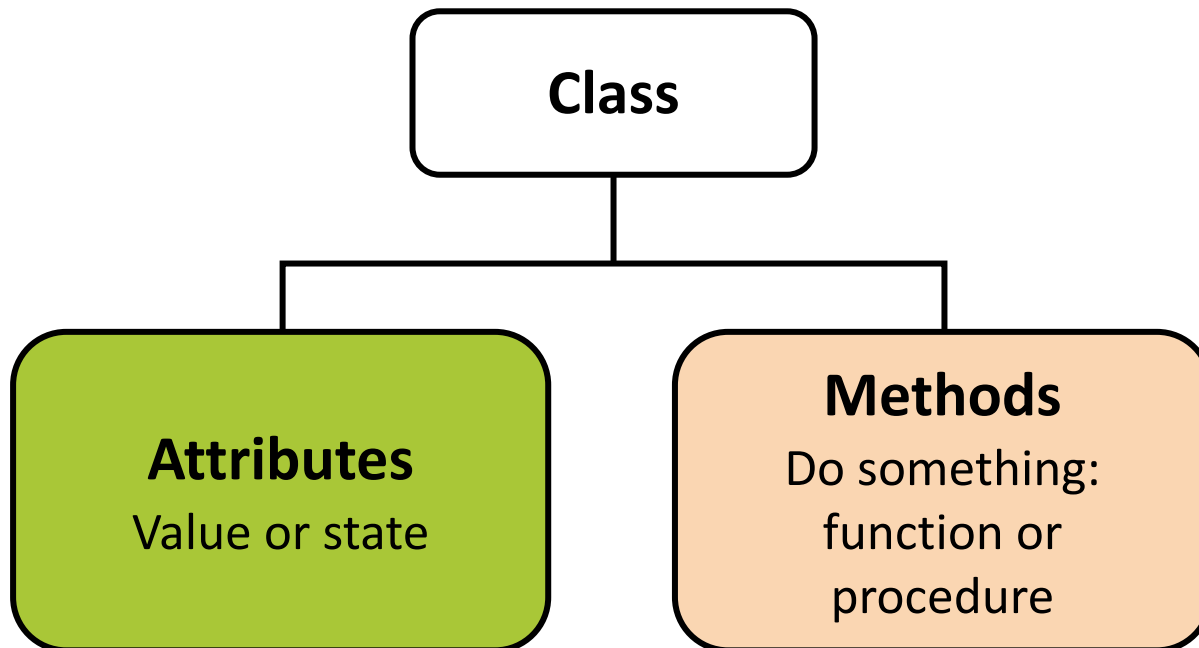 Class
Attributes
Value or state
Methods
Do something:
function or
procedure